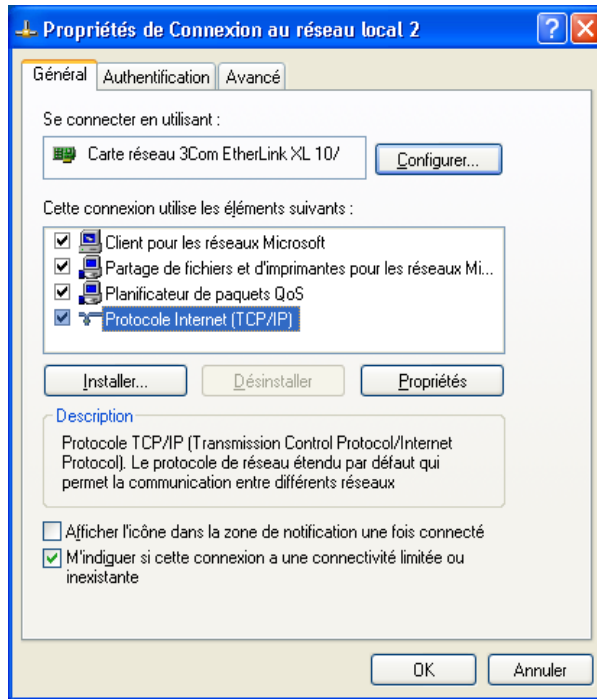 Propriétés de Connexion au réseau local 2
Général Authentification Avancé
Se connecter en utilisant :
Carte réseau 3Com EtherLink XL 10/
Configurer...
Cette connexion utilise les éléments suivants :
Client pour les réseaux Microsoft
Partage de fichiers et d'imprimantes pour les réseaux Mi...
Planificateur de paquets QoS
Protocole Internet (TCP/IP)
Installer... Désinstaller Propriétés
Description
Protocole TCP/IP (Transmission Control Protocol/Internet
Protocol). Le protocole de réseau étendu par défaut qui
permet la communication entre différents réseaux
Afficher l'icône dans la zone de notification une fois connecté
M'indiquer si cette connexion a une connectivité limitée ou
inexistante
OK Annuler